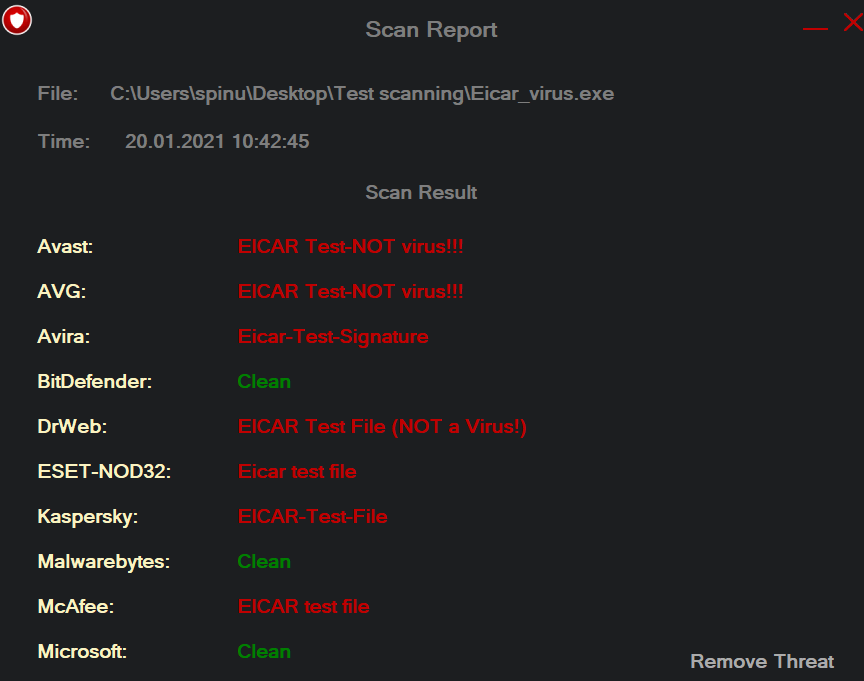 Scan Report
File: C:\Users\spinu\Desktop\Test scanning\Eicar_virus.exe
Time: 20.01.2021 10:42:45
Scan Result
Avast: EICAR Test-NOT virus!!!
AVG: EICAR Test-NOT virus!!!
Avira: Eicar-Test-Signature
BitDefender: Clean
DrWeb: EICAR Test File (NOT a Virus!)
ESET-NOD32: Eicar test file
Kaspersky: EICAR-Test-File
Malwarebytes: Clean
McAfee: EICAR test file
Microsoft: Clean
Remove Threat